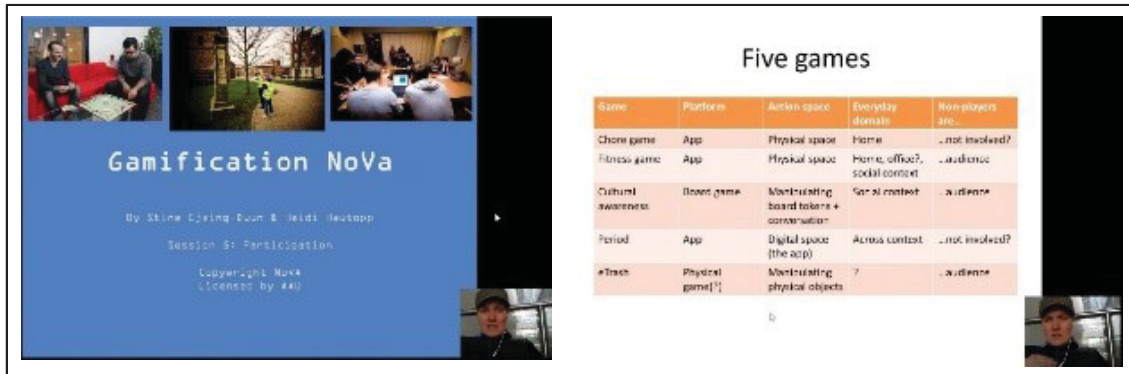 Gamification NoVa
By Stine Ejsing-Duun & Heidi Hautopp
Session 5: Participation
Copyright NoVA
Licensed by AAU
Five games
Game Platform Action space Everyday domain Non-players are...
Chore game App Physical space Home ...not involved?
Fitness game App Physical space Home, office?, social context ...audience
Cultural awareness Board game Manipulating board tokens + conversation Social context ...audience
Period App Digital space (the app) Across context ...not involved?
eTrash Physical game(?) Manipulating physical objects ? ...audience